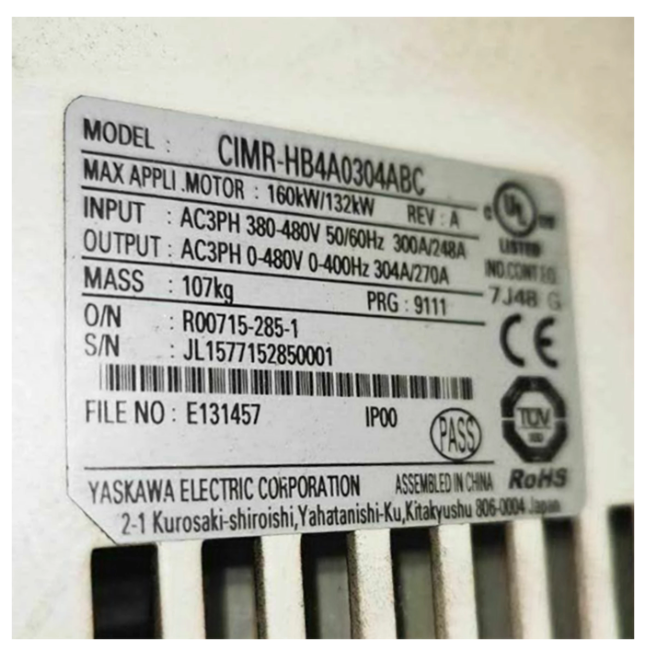 MODEL : CIMR-HB4A0304ABC
MAX APPLI.MOTOR : 160kW/132kW REV : A
INPUT : AC3PH 380-480V 50/60Hz 300A/248A
OUTPUT : AC3PH 0-480V 0-400Hz 304A/270A
MASS : 107kg PRG : 9111
O/N : R00715-285-1
S/N : JL1577152850001
FILE NO : E131457 IP00 PASS
C UL US
LISTED
IND.CONT.EQ.
7J48 G
CE
TÜV
RoHS
YASKAWA ELECTRIC CORPORATION ASSEMBLED IN CHINA
2-1 Kurosaki-shiroishi,Yahatanishi-Ku,Kitakyushu 806-0004 Japan